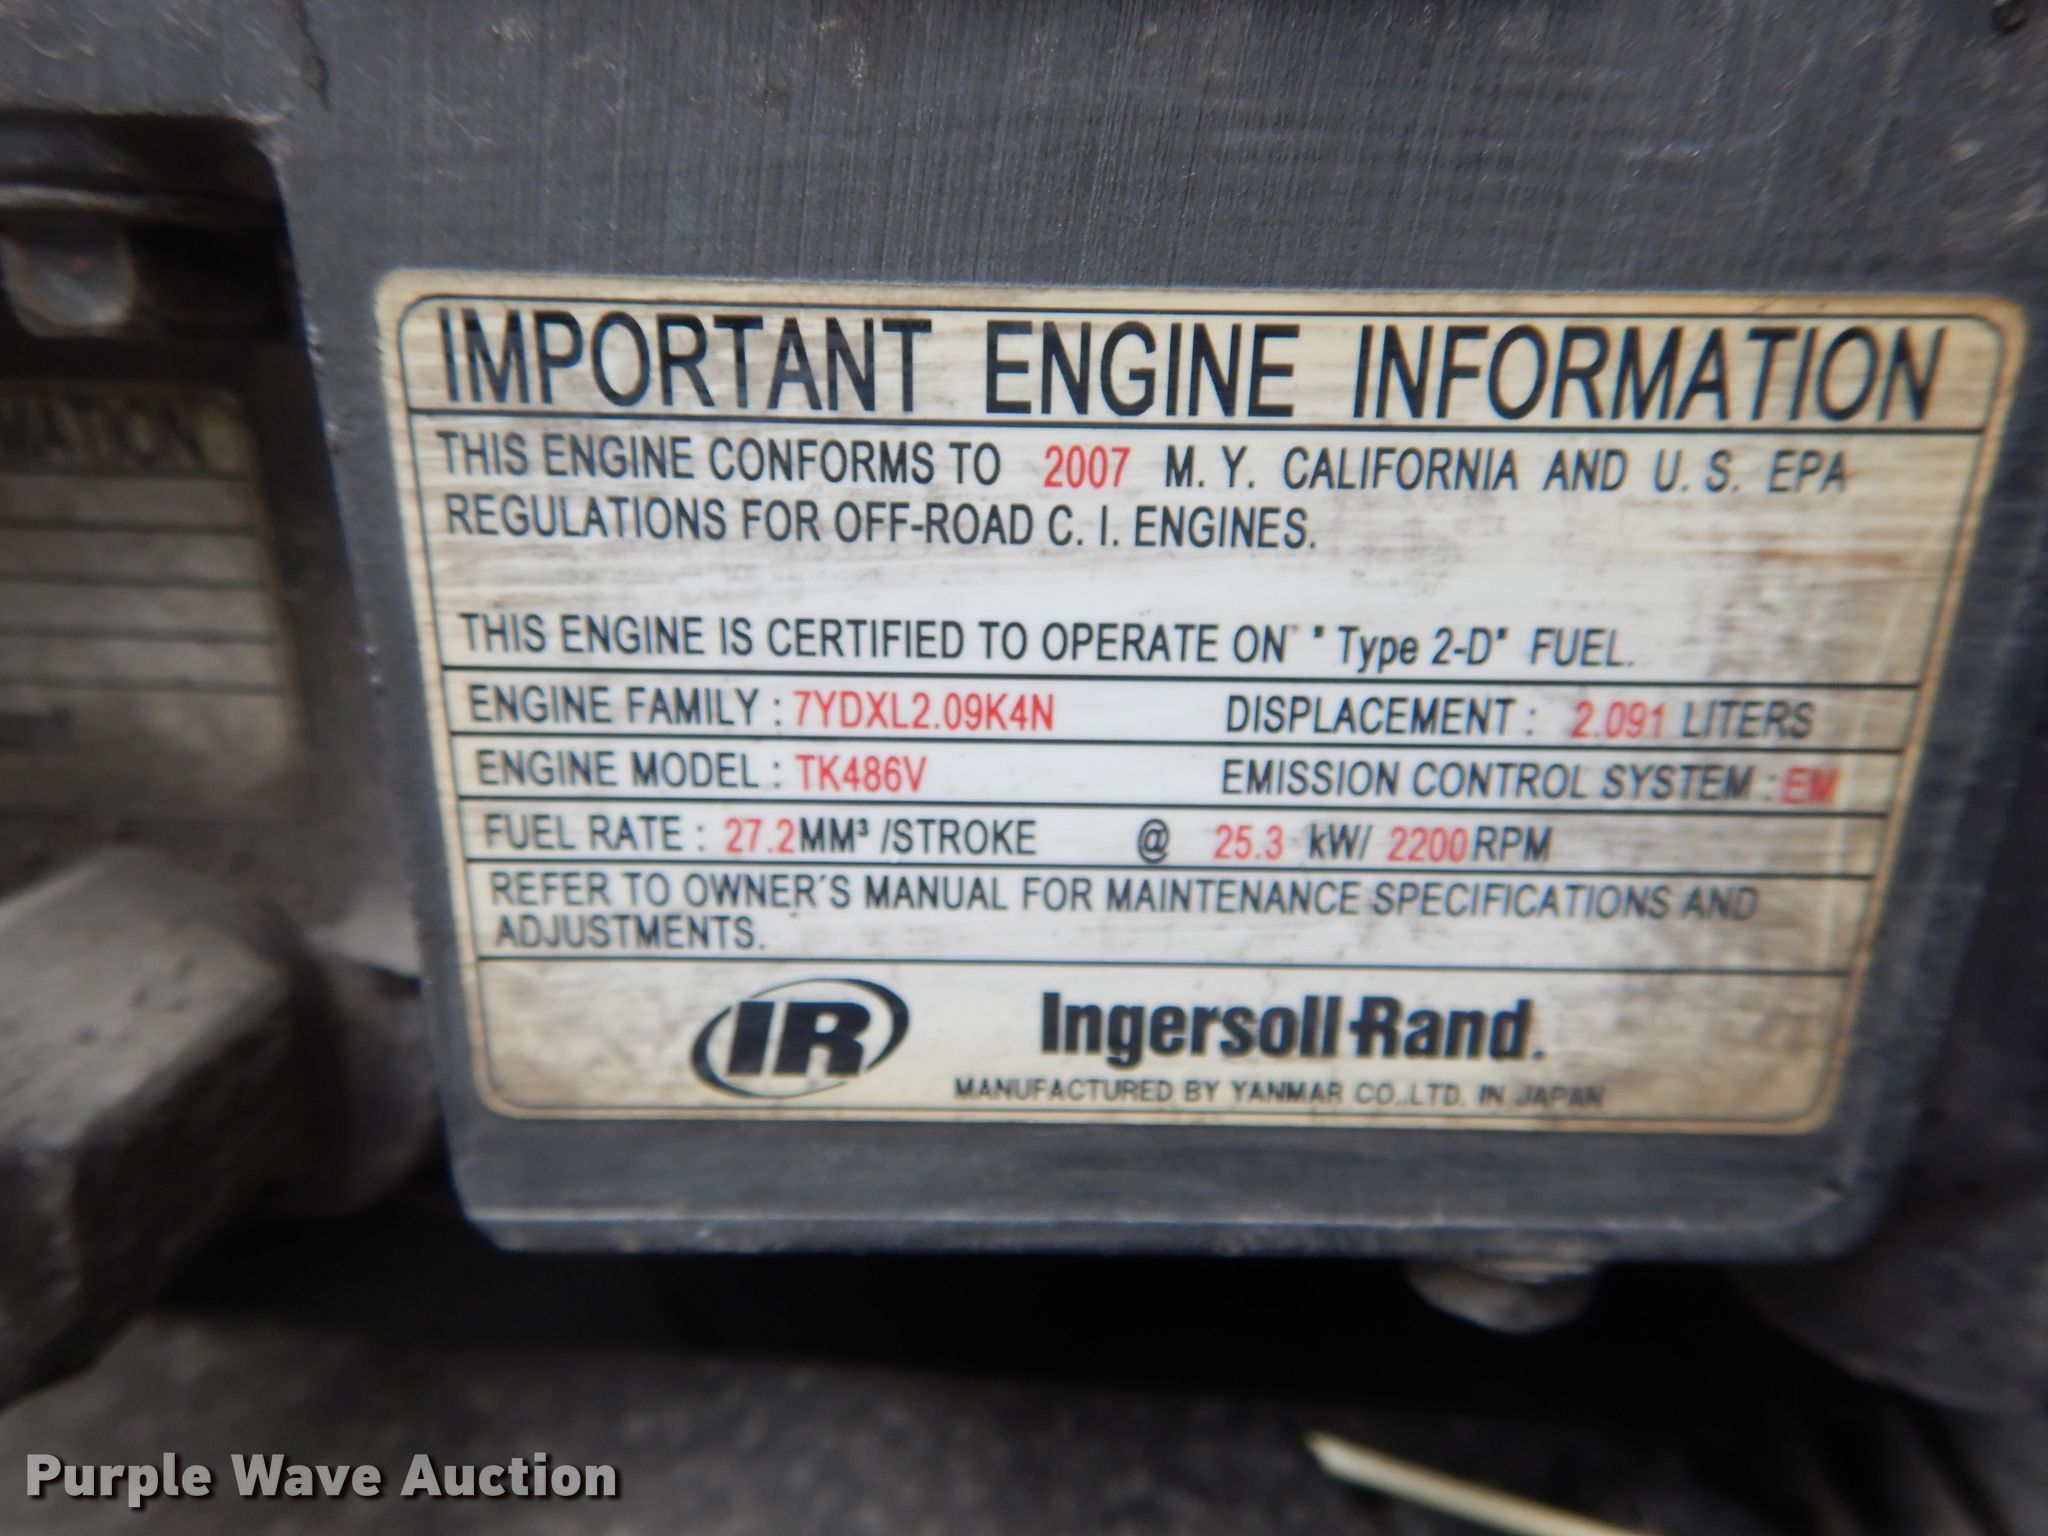 IMPORTANT ENGINE INFORMATION
THIS ENGINE CONFORMS TO 2007 M. Y. CALIFORNIA AND U. S. EPA
REGULATIONS FOR OFF-ROAD C. I. ENGINES.
THIS ENGINE IS CERTIFIED TO OPERATE ON "Type 2-D" FUEL.
ENGINE FAMILY : 7YDXL2.09K4N DISPLACEMENT : 2.091 LITERS
ENGINE MODEL : TK486V EMISSION CONTROL SYSTEM : EM
FUEL RATE : 27.2MM³ /STROKE @ 25.3 kW/ 2200RPM
REFER TO OWNER'S MANUAL FOR MAINTENANCE SPECIFICATIONS AND
ADJUSTMENTS.
IR Ingersoll-Rand.
MANUFACTURED BY YANMAR CO.,LTD. IN JAPAN
MATION
Purple Wave Auction